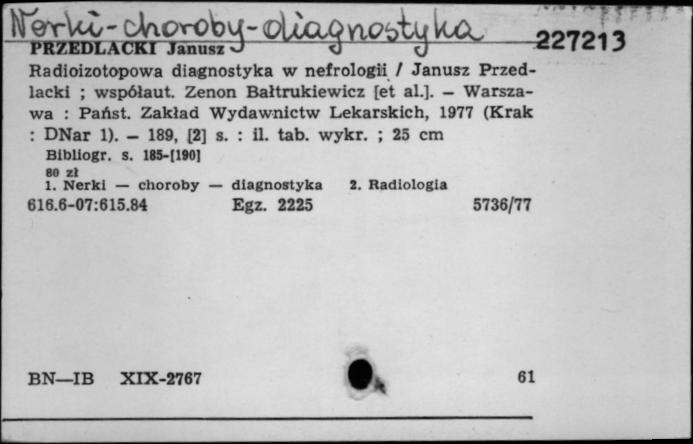 Nerki-choroby-diagnostyka
227213
PRZEDLACKI Janusz
Radioizotopowa diagnostyka w nefrologii / Janusz Przed-
lacki ; współaut. Zenon Bałtrukiewicz [et al.]. — Warsza-
wa : Państ. Zakład Wydawnictw Lekarskich, 1977 (Krak
: DNar 1). — 189, [2] s. : il. tab. wykr. ; 25 cm
Bibliogr. s. 185-[190]
80 zł
1. Nerki — choroby — diagnostyka 2. Radiologia
616.6-07:615.84 Egz. 2225 5736/77
BN—IB XIX-2767 61